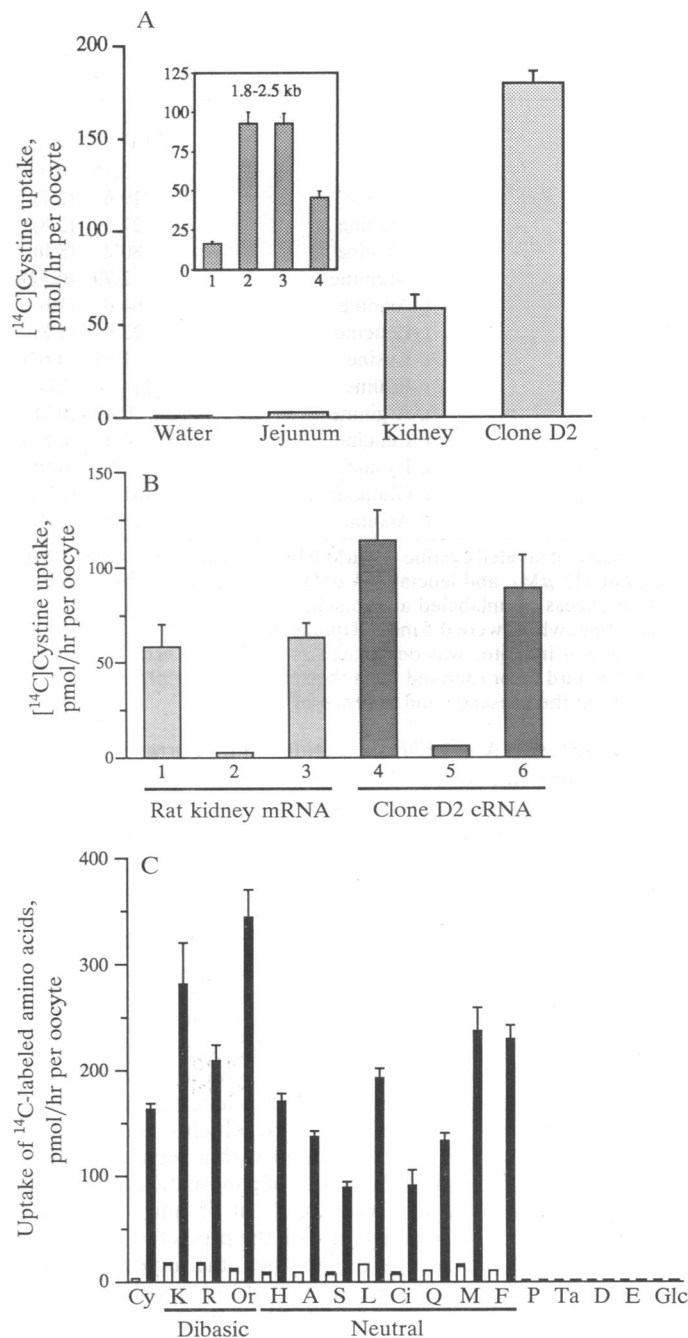 A
[14C]Cystine uptake,
pmol/hr per oocyte
200
150
100
50
0
125
100
75
50
25
0
1.8-2.5 kb
1 2 3 4
Water Jejunum Kidney Clone D2
B
[14C]Cystine uptake,
pmol/hr per oocyte
150
100
50
0
1 2 3 4 5 6
Rat kidney mRNA Clone D2 cRNA
C
Uptake of 14C-labeled amino acids,
pmol/hr per oocyte
400
300
200
100
0
Cy K R Or H A S L Ci Q M F P Ta D E Glc
Dibasic Neutral